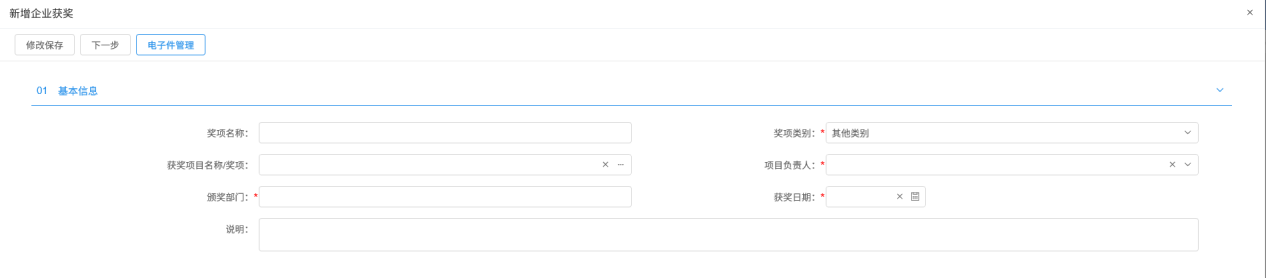 新增企业获奖
修改保存 下一步 电子件管理
01 基本信息
奖项名称： 奖项类别：* 其他类别
获奖项目名称/奖项： 项目负责人：*
颁奖部门：* 获奖日期：*
说明：